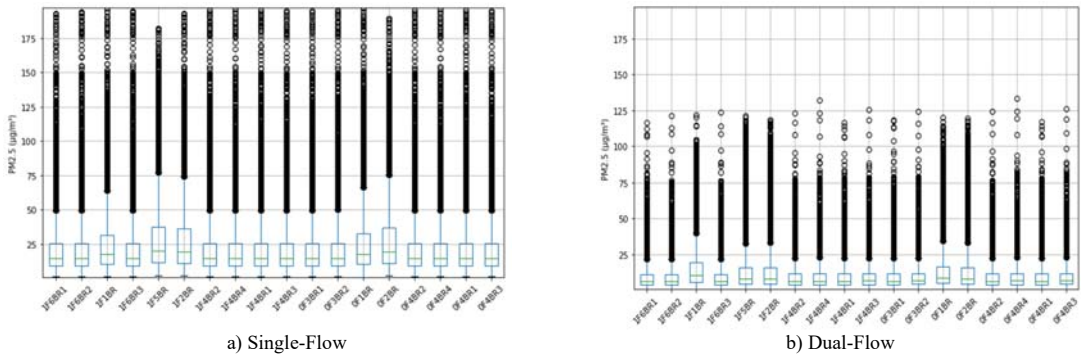 175
150
125
100
75
50
25
PM2.5 (µg/m³)
1F6BR1 1F6BR2 1F1BR 1F6BR3 1F5BR 1F2BR 1F4BR2 1F4BR4 1F4BR1 1F4BR3 0F3BR1 0F3BR2 0F1BR 0F2BR 0F4BR2 0F4BR4 0F4BR1 0F4BR3
a) Single-Flow
175
150
125
100
75
50
25
PM2.5 (µg/m³)
1F6BR1 1F6BR2 1F1BR 1F6BR3 1F5BR 1F2BR 1F4BR2 1F4BR4 1F4BR1 1F4BR3 0F3BR1 0F3BR2 0F1BR 0F2BR 0F4BR2 0F4BR4 0F4BR1 0F4BR3
b) Dual-Flow